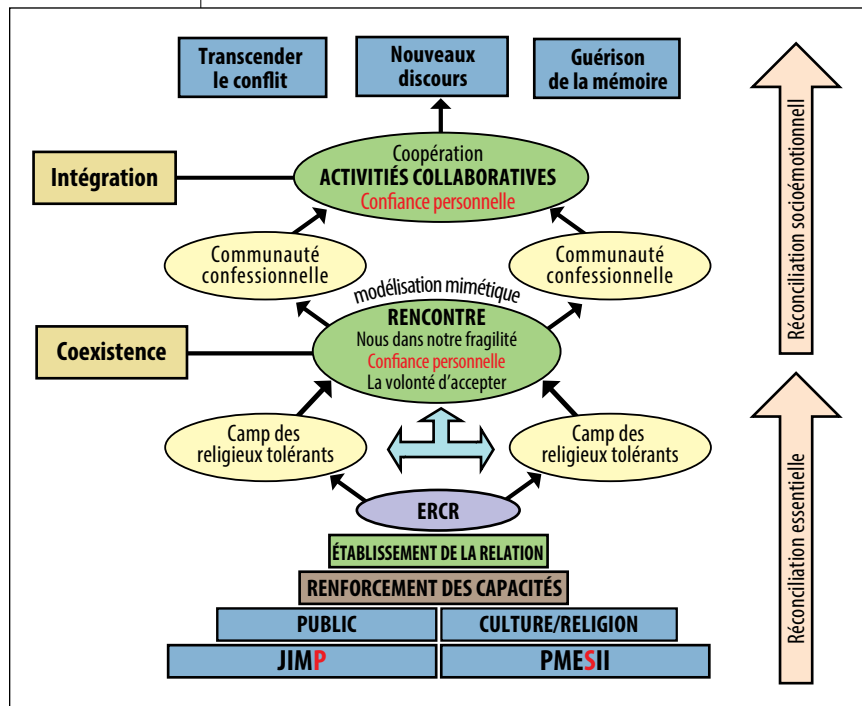 Transcender
le conflit
Nouveaux
discours
Guérison
de la mémoire
Coopération
ACTIVITIÉS COLLABORATIVES
Confiance personnelle
Intégration
Communauté
confessionnelle
Communauté
confessionnelle
modélisation mimétique
RENCONTRE
Nous dans notre fragilité
Confiance personnelle
La volonté d'accepter
Coexistence
Camp des
religieux tolérants
Camp des
religieux tolérants
ERCR
ÉTABLISSEMENT DE LA RELATION
RENFORCEMENT DES CAPACITÉS
PUBLIC
CULTURE/RELIGION
JIMP
PMESII
Réconciliation socioémotionnell
Réconciliation essentielle